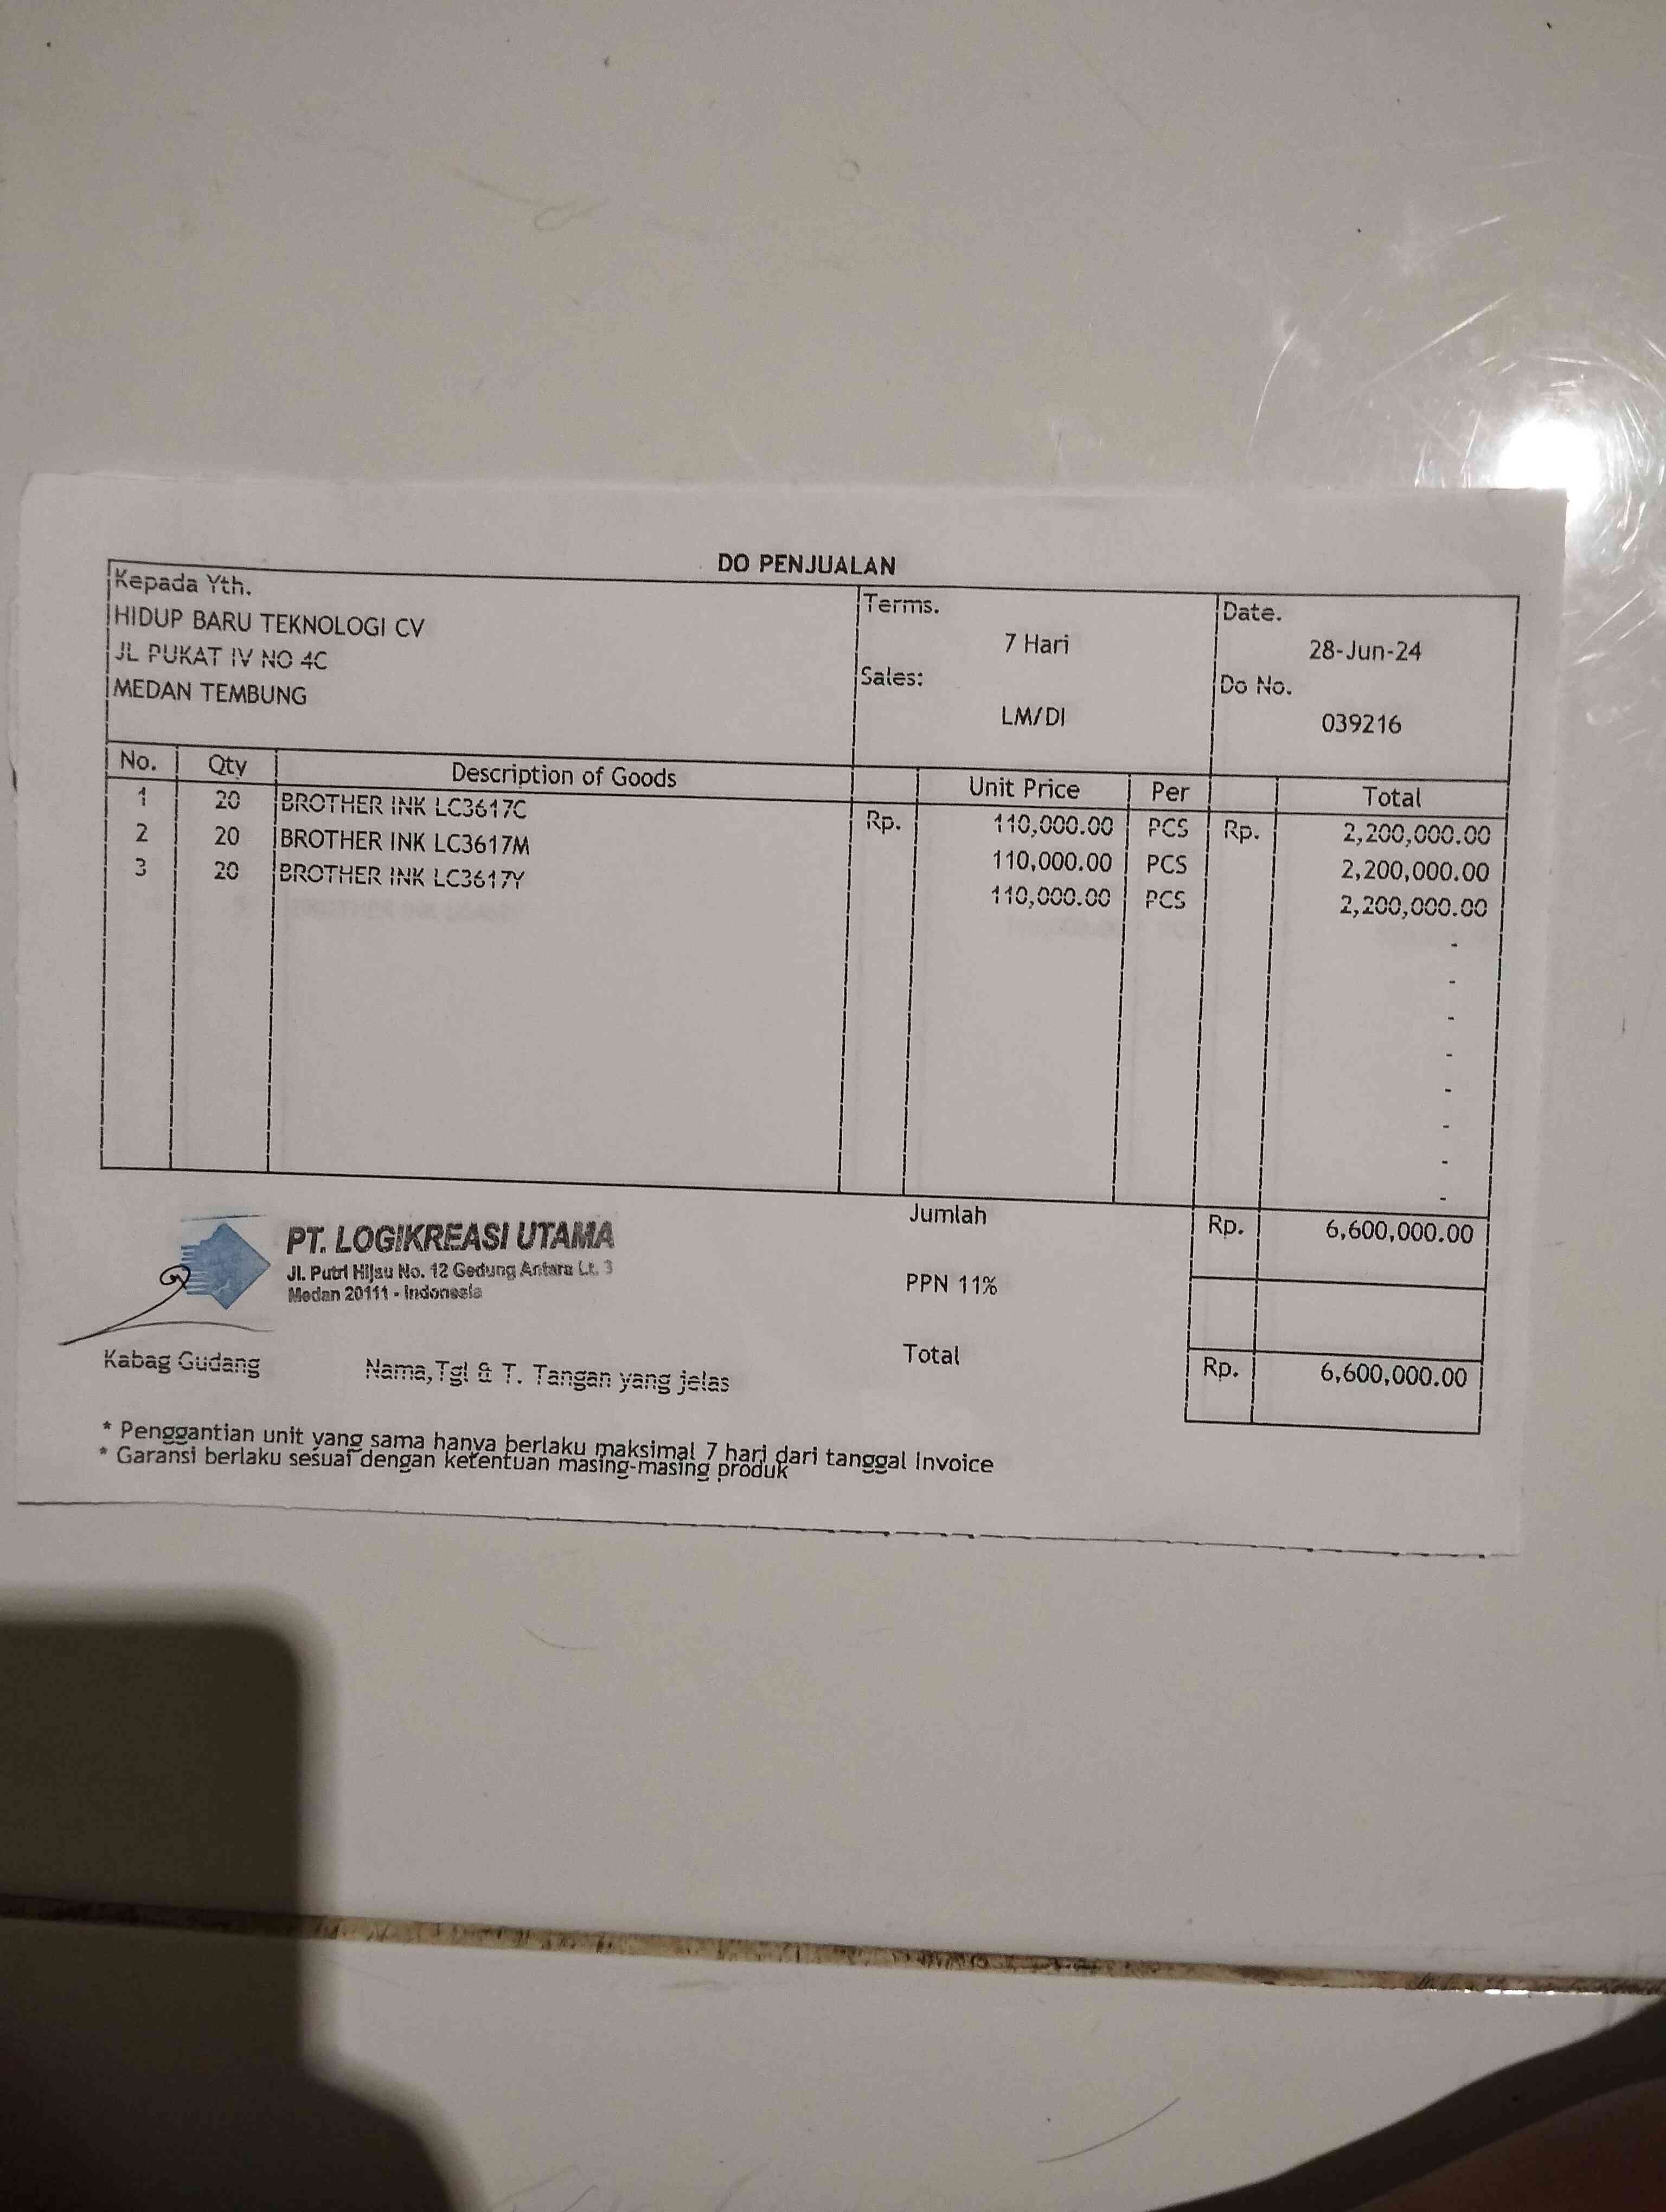 DO PENJUALAN
Kepada Yth.
HIDUP BARU TEKNOLOGI CV
JL PUKAT IV NO 4C
MEDAN TEMBUNG
Terms.
7 Hari
Sales:
LM/DI
Date.
28-Jun-24
Do No.
039216
No. Qty Description of Goods Unit Price Per Total
1 20 BROTHER INK LC3617C Rp. 110,000.00 PCS Rp. 2,200,000.00
2 20 BROTHER INK LC3617M 110,000.00 PCS 2,200,000.00
3 20 BROTHER INK LC3617Y 110,000.00 PCS 2,200,000.00
-
-
-
-
-
-
-
-
Jumlah Rp. 6,600,000.00
PPN 11%
Total Rp. 6,600,000.00
PT. LOGIKREASI UTAMA
Jl. Putri Hijau No. 12 Gedung Antara Lt. 3
Medan 20111 - Indonesia
Kabag Gudang Nama,Tgl & T. Tangan yang jelas
* Penggantian unit yang sama hanya berlaku maksimal 7 hari dari tanggal Invoice
* Garansi berlaku sesuai dengan ketentuan masing-masing produk